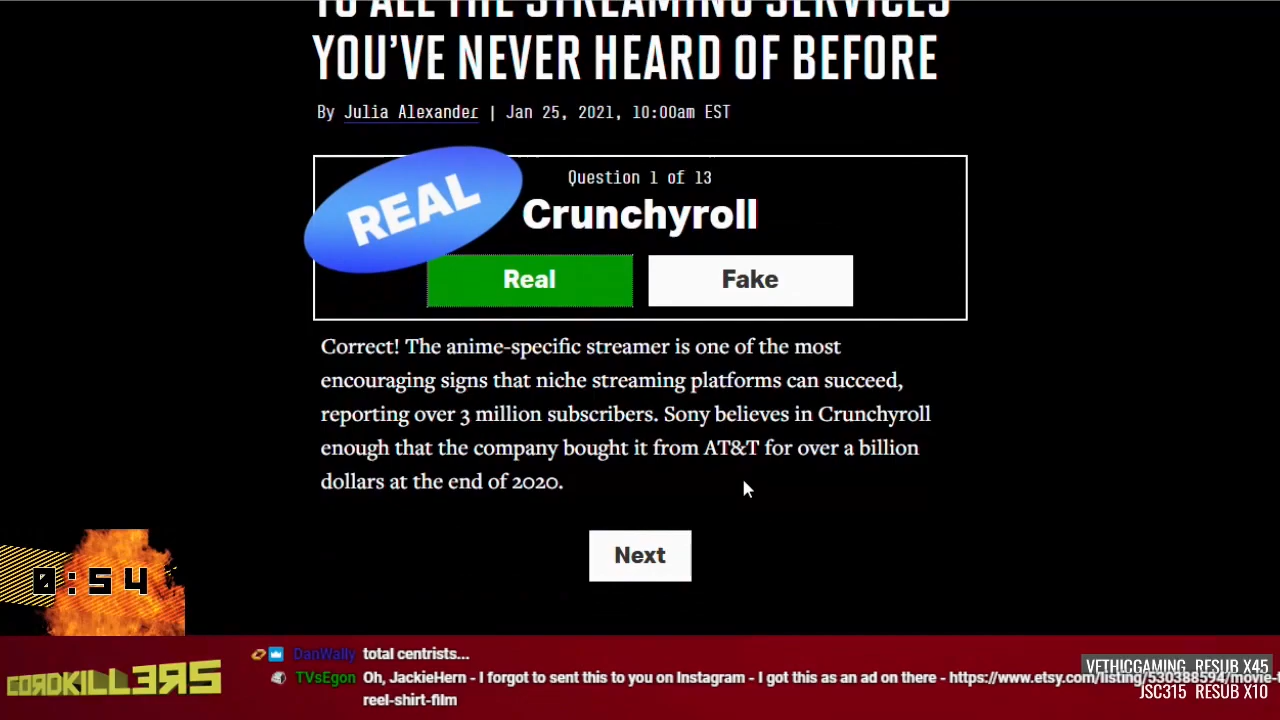 TO ALL THE STREAMING SERVICES
YOU'VE NEVER HEARD OF BEFORE
By Julia Alexander | Jan 25, 2021, 10:00am EST
Question 1 of 13
REAL
Crunchyroll
Real
Fake
Correct! The anime-specific streamer is one of the most
encouraging signs that niche streaming platforms can succeed,
reporting over 3 million subscribers. Sony believes in Crunchyroll
enough that the company bought it from AT&T for over a billion
dollars at the end of 2020.
Next
0:54
CORDKILL3RS
DanWally total centrists...
TVsEgon Oh, JackieHern - I forgot to sent this to you on Instagram - I got this as an ad on there - https://www.etsy.com/listing/530388594/movie-
reel-shirt-film
VETHICGAMING RESUB X45
JSC315 RESUB X10